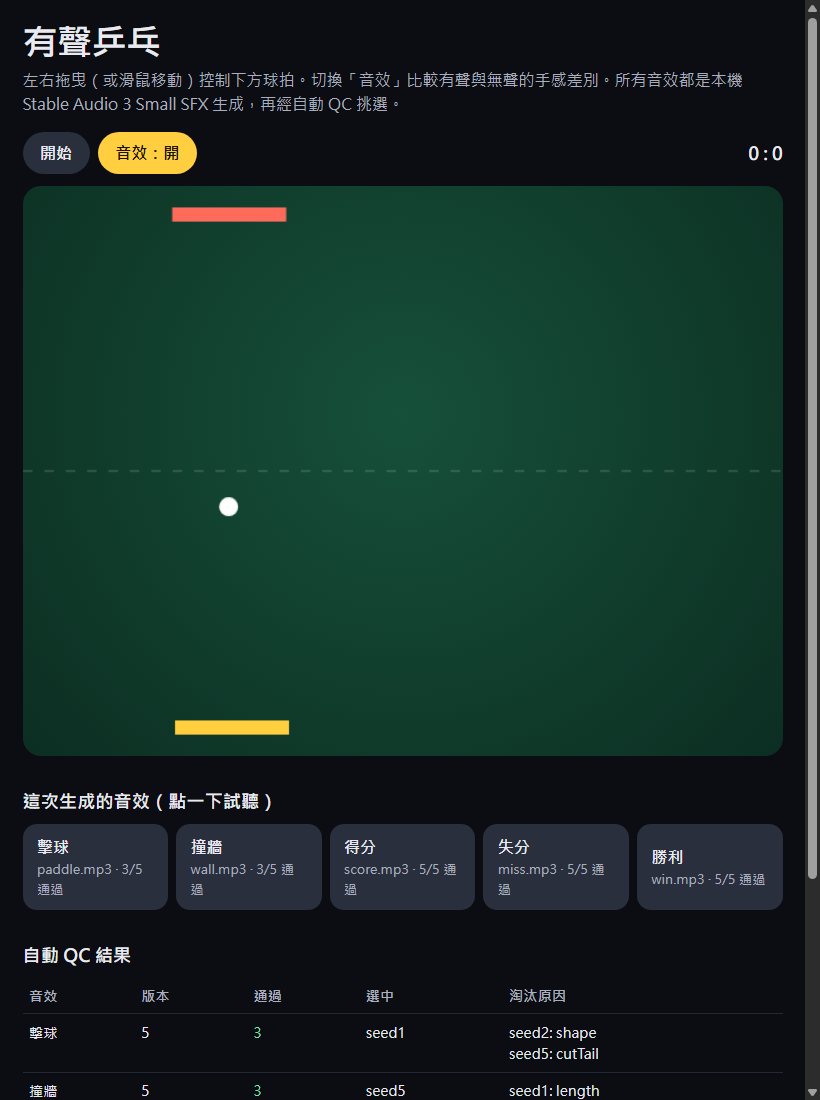 有聲乒乓
左右拖曳（或滑鼠移動）控制下方球拍。切換「音效」比較有聲與無聲的手感差別。所有音效都是本機
Stable Audio 3 Small SFX 生成，再經自動 QC 挑選。
開始 音效：開 0 : 0
這次生成的音效（點一下試聽）
擊球
paddle.mp3 · 3/5
通過
撞牆
wall.mp3 · 3/5 通
過
得分
score.mp3 · 5/5 通
過
失分
miss.mp3 · 5/5 通
過
勝利
win.mp3 · 5/5 通過
自動 QC 結果
音效 版本 通過 選中 淘汰原因
擊球 5 3 seed1 seed2: shape
seed5: cutTail
撞牆 5 3 seed5 seed1: length